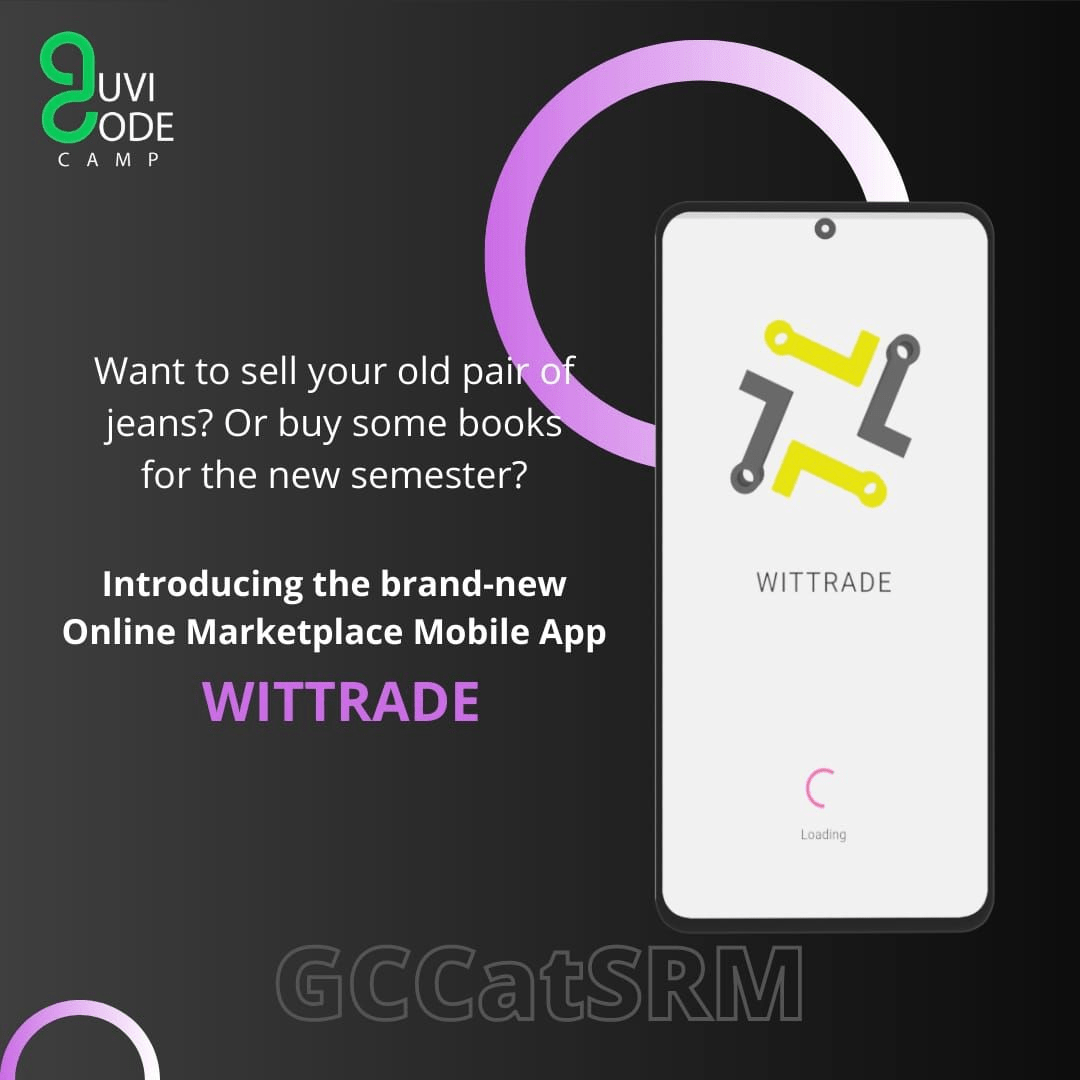 GUVI
CODE
CAMP
Want to sell your old pair of
jeans? Or buy some books
for the new semester?
Introducing the brand-new
Online Marketplace Mobile App
WITTRADE
WITTRADE
Loading
GCCatSRM